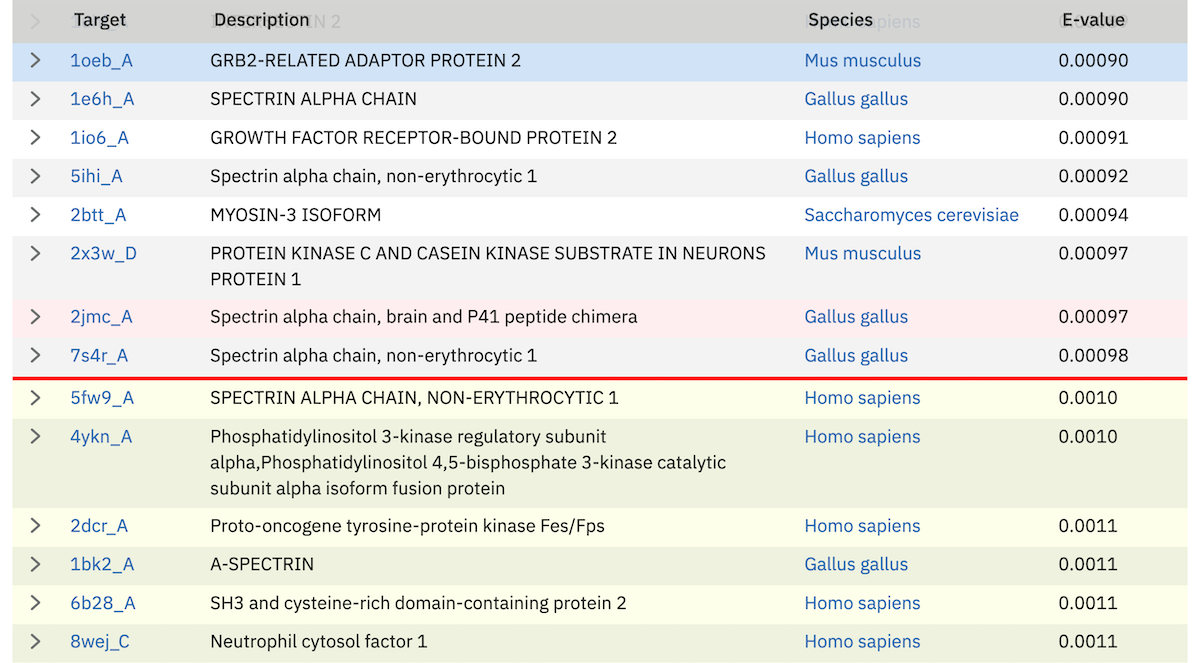 Target Description Species E-value
1oeb_A GRB2-RELATED ADAPTOR PROTEIN 2 Mus musculus 0.00090
1e6h_A SPECTRIN ALPHA CHAIN Gallus gallus 0.00090
1io6_A GROWTH FACTOR RECEPTOR-BOUND PROTEIN 2 Homo sapiens 0.00091
5ihi_A Spectrin alpha chain, non-erythrocytic 1 Gallus gallus 0.00092
2btt_A MYOSIN-3 ISOFORM Saccharomyces cerevisiae 0.00094
2x3w_D PROTEIN KINASE C AND CASEIN KINASE SUBSTRATE IN NEURONS Mus musculus 0.00097
PROTEIN 1
2jmc_A Spectrin alpha chain, brain and P41 peptide chimera Gallus gallus 0.00097
7s4r_A Spectrin alpha chain, non-erythrocytic 1 Gallus gallus 0.00098
5fw9_A SPECTRIN ALPHA CHAIN, NON-ERYTHROCYTIC 1 Homo sapiens 0.0010
4ykn_A Phosphatidylinositol 3-kinase regulatory subunit Homo sapiens 0.0010
alpha,Phosphatidylinositol 4,5-bisphosphate 3-kinase catalytic
subunit alpha isoform fusion protein
2dcr_A Proto-oncogene tyrosine-protein kinase Fes/Fps Homo sapiens 0.0011
1bk2_A A-SPECTRIN Gallus gallus 0.0011
6b28_A SH3 and cysteine-rich domain-containing protein 2 Homo sapiens 0.0011
8wej_C Neutrophil cytosol factor 1 Homo sapiens 0.0011